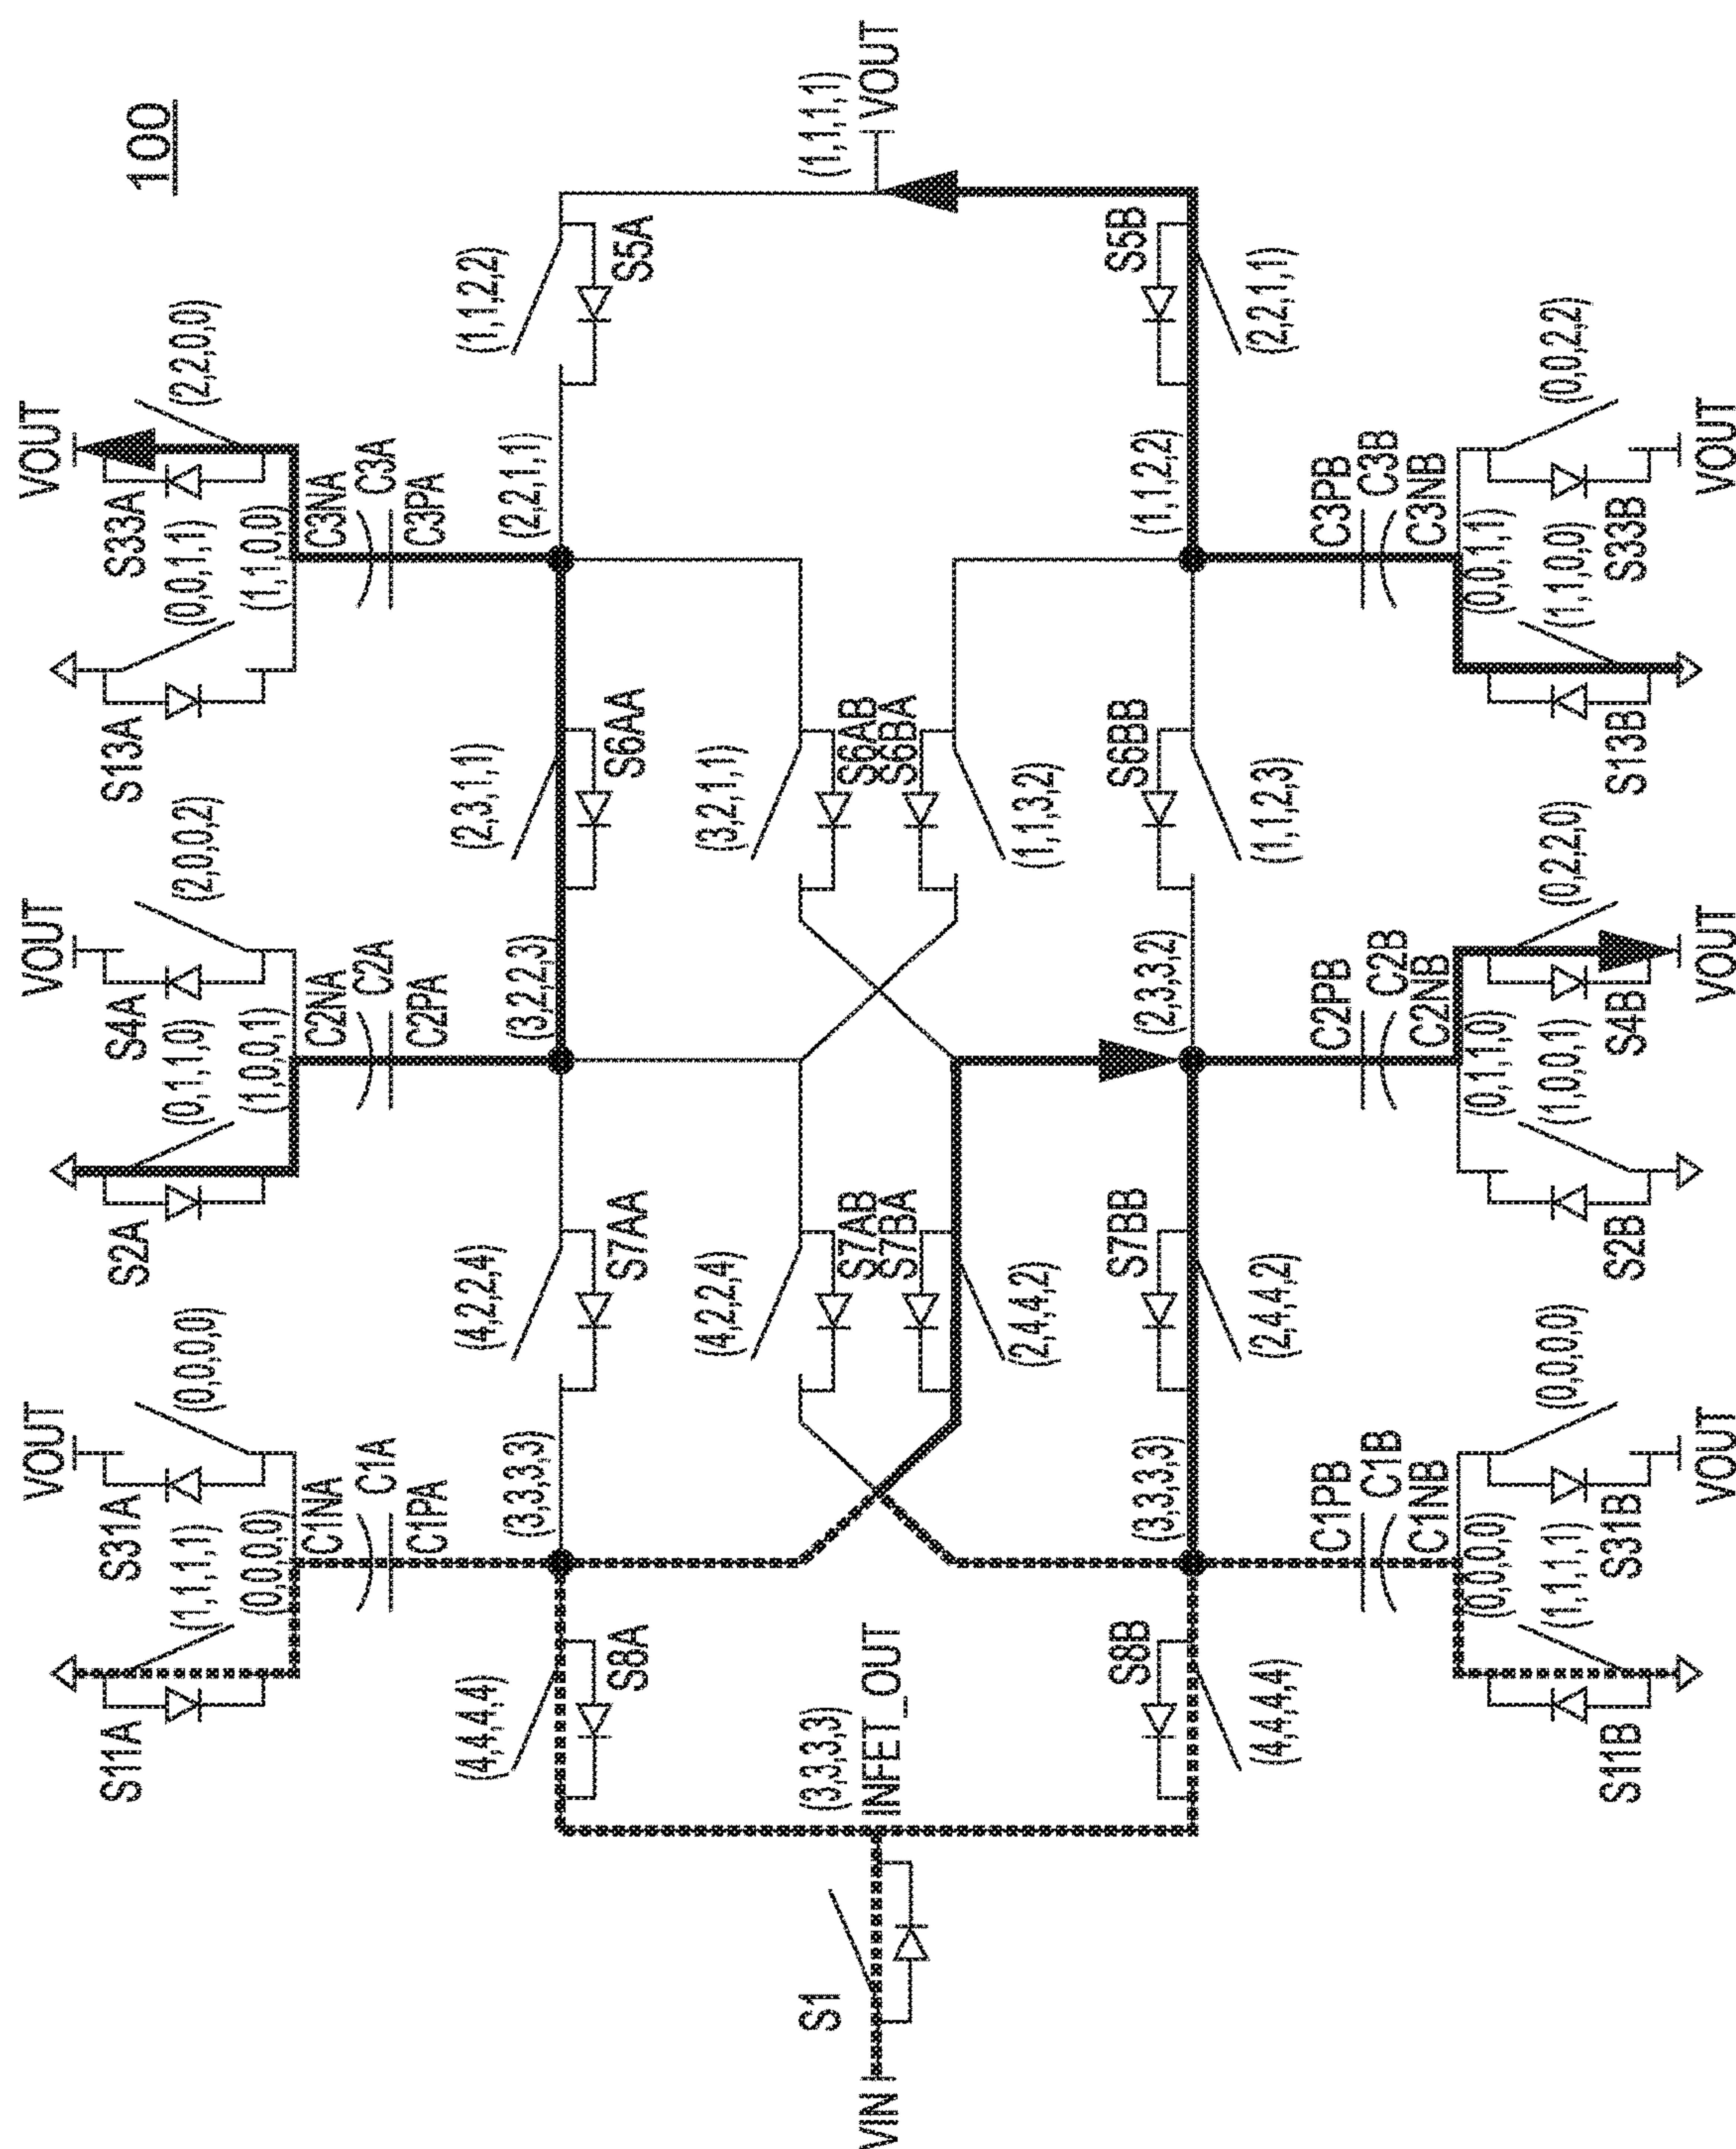 100
VOUT
S33A
(2,2,0,0)
(0,0,1,1)
(1,1,0,0)
S13A
C3NA
C3A
C3PA
VOUT
S4A
(2,0,0,2)
(0,1,1,0)
(1,0,0,1)
S2A
C2NA
C2A
C2PA
VOUT
S31A
(0,0,0,0)
(1,1,1,1)
(0,0,0,0)
S11A
C1NA
C1A
C1PA
(4,4,4,4)
S8A
(3,3,3,3)
(4,2,2,4)
S7AA
(3,2,2,3)
(2,3,1,1)
S6AA
(2,2,1,1)
(1,1,2,2)
S5A
VIN
S1
(3,3,3,3)
INFET_OUT
(4,2,2,4)
S7AB
S7BA
(2,4,4,2)
(3,2,1,1)
S6AB
S6BA
(1,1,3,2)
(1,1,1,1)
VOUT
S8B
(4,4,4,4)
(3,3,3,3)
S7BB
(2,4,4,2)
(2,3,3,2)
S6BB
(1,1,2,3)
(1,1,2,2)
S5B
(2,2,1,1)
C1PB
C1B
C1NB
(0,0,0,0)
(1,1,1,1)
S11B
(0,0,0,0)
S31B
VOUT
C2PB
C2B
C2NB
(0,1,1,0)
(1,0,0,1)
S2B
(0,2,2,0)
S4B
VOUT
C3PB
C3B
C3NB
(0,0,1,1)
(1,1,0,0)
S13B
(0,0,2,2)
S33B
VOUT